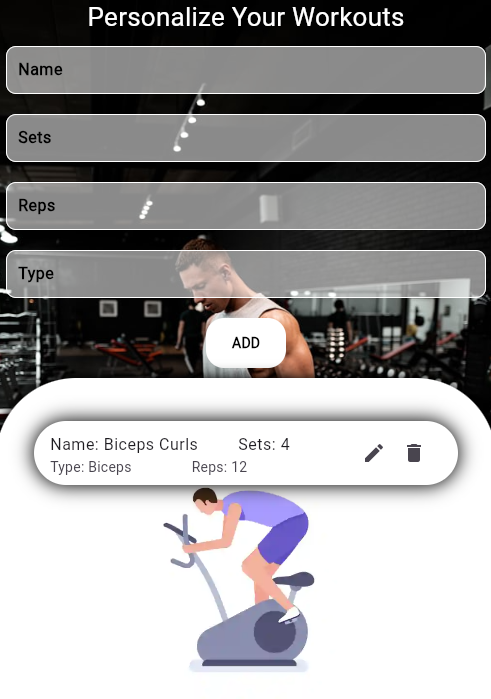 Personalize Your Workouts
Name
Sets
Reps
Type
ADD
Name: Biceps Curls Sets: 4
Type: Biceps Reps: 12